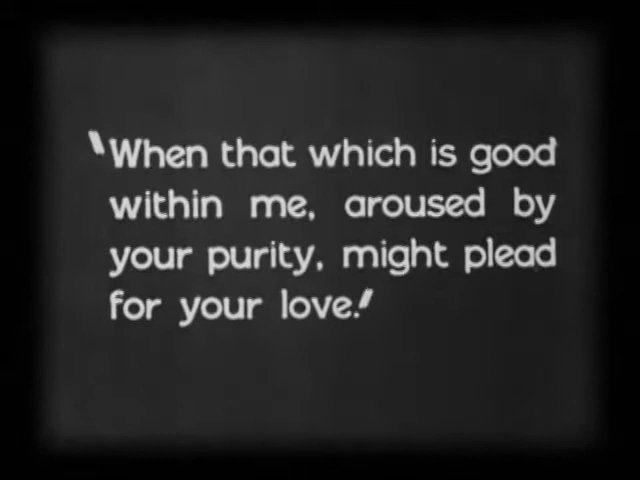 "When that which is good
within me, aroused by
your purity, might plead
for your love."